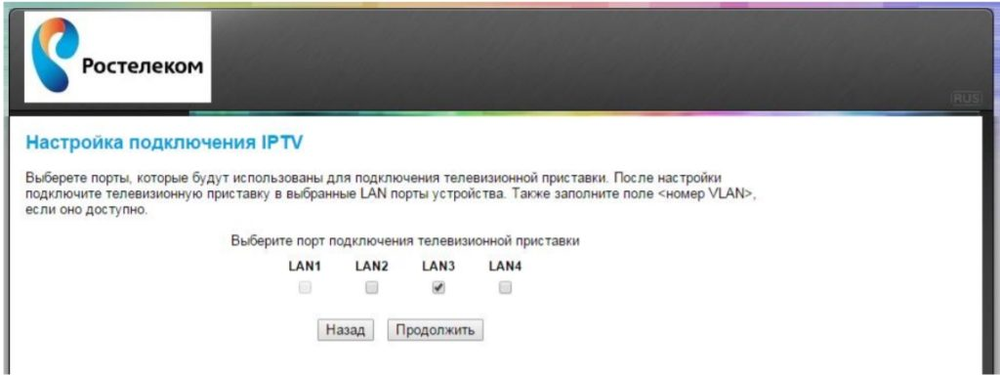 Ростелеком
RUS
Настройка подключения IPTV
Выберете порты, которые будут использованы для подключения телевизионной приставки. После настройки
подключите телевизионную приставку в выбранные LAN порты устройства. Также заполните поле <номер VLAN>,
если оно доступно.
Выберите порт подключения телевизионной приставки
LAN1 LAN2 LAN3 LAN4
Назад Продолжить